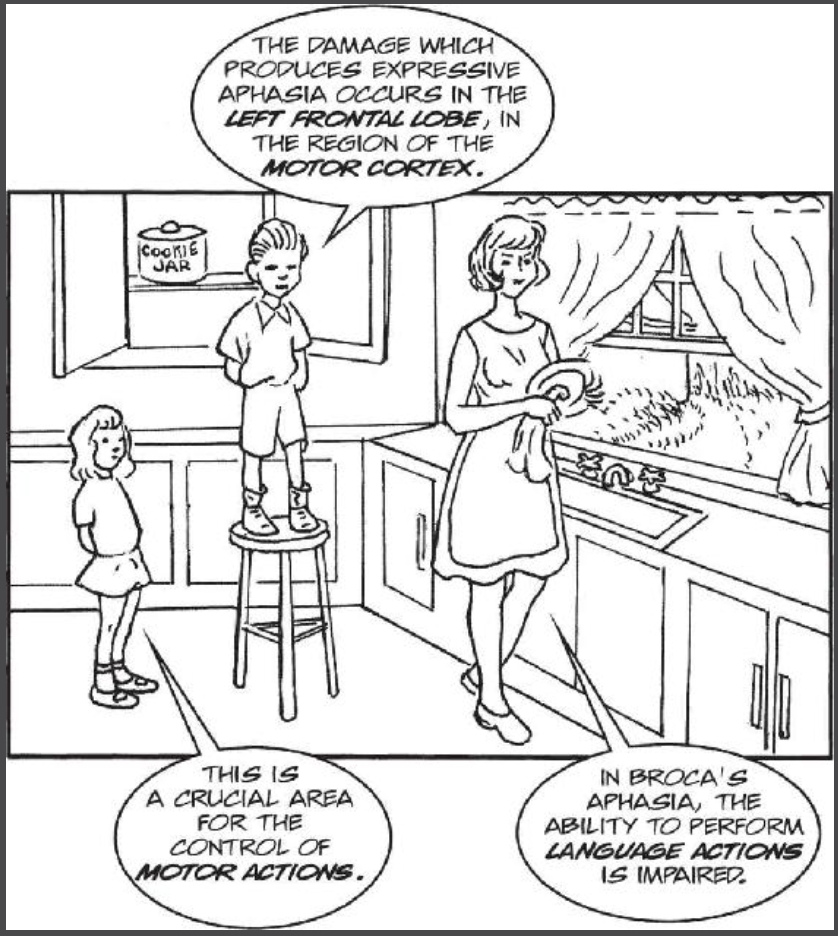 THE DAMAGE WHICH
PRODUCES EXPRESSIVE
APHASIA OCCURS IN THE
LEFT FRONTAL LOBE, IN
THE REGION OF THE
MOTOR CORTEX.
COOKIE
JAR
THIS IS
A CRUCIAL AREA
FOR THE
CONTROL OF
MOTOR ACTIONS.
IN BROCA'S
APHASIA, THE
ABILITY TO PERFORM
LANGUAGE ACTIONS
IS IMPAIRED.